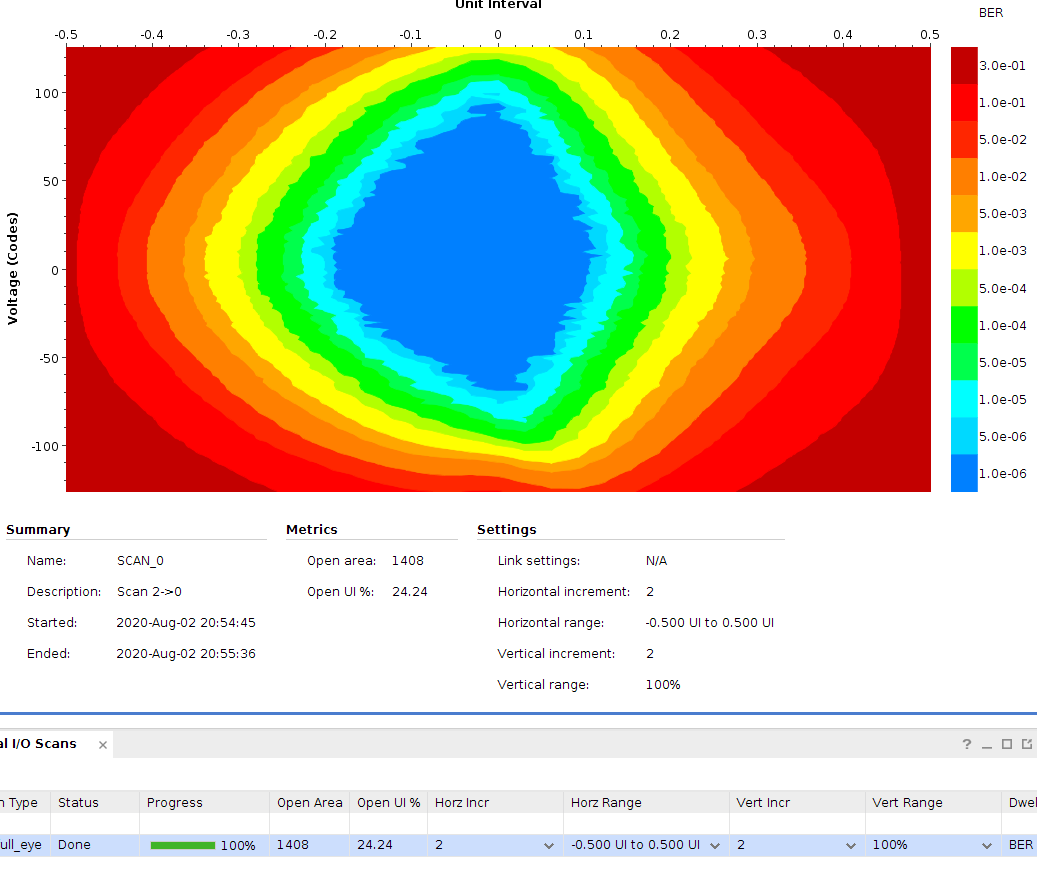 Unit Interval
BER
-0.5 -0.4 -0.3 -0.2 -0.1 0 0.1 0.2 0.3 0.4 0.5
3.0e-01
100
1.0e-01
5.0e-02
50
1.0e-02
5.0e-03
Voltage (Codes)
1.0e-03
0
5.0e-04
1.0e-04
-50
5.0e-05
1.0e-05
-100
5.0e-06
1.0e-06
Summary Metrics Settings
Name: SCAN_0 Open area: 1408 Link settings: N/A
Description: Scan 2->0 Open UI %: 24.24 Horizontal increment: 2
Started: 2020-Aug-02 20:54:45 Horizontal range: -0.500 UI to 0.500 UI
Ended: 2020-Aug-02 20:55:36 Vertical increment: 2
Vertical range: 100%
al I/O Scans × ?
n Type Status Progress Open Area Open UI % Horz Incr Horz Range Vert Incr Vert Range Dwel
ull_eye Done 100% 1408 24.24 2 -0.500 UI to 0.500 UI 2 100% BER